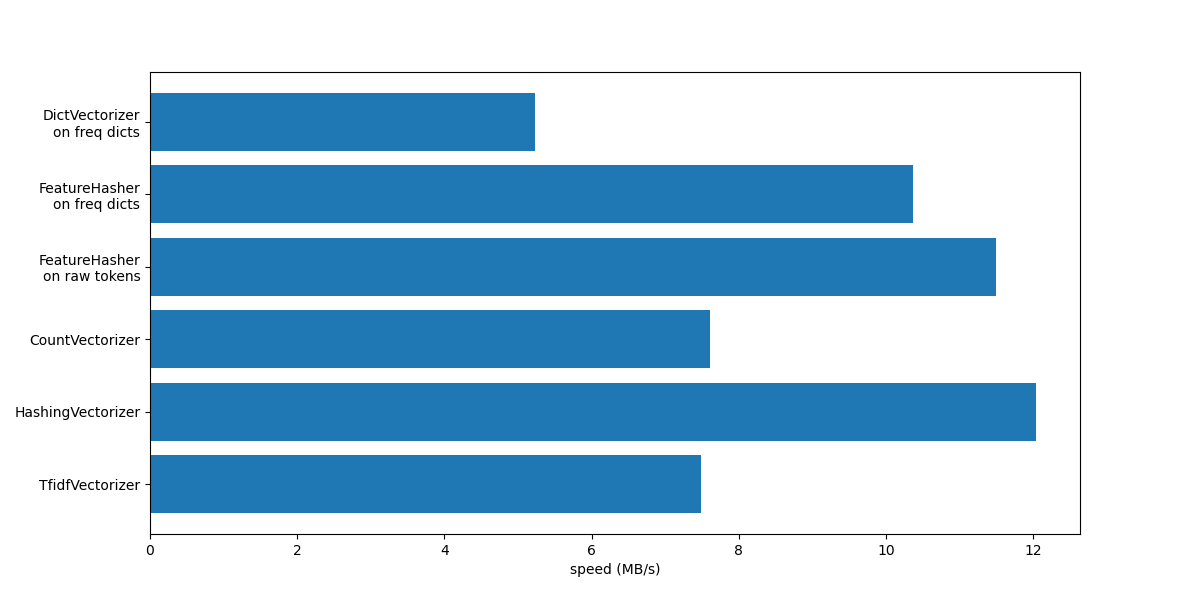 DictVectorizer
on freq dicts
FeatureHasher
on freq dicts
FeatureHasher
on raw tokens
CountVectorizer
HashingVectorizer
TfidfVectorizer
0 2 4 6 8 10 12
speed (MB/s)